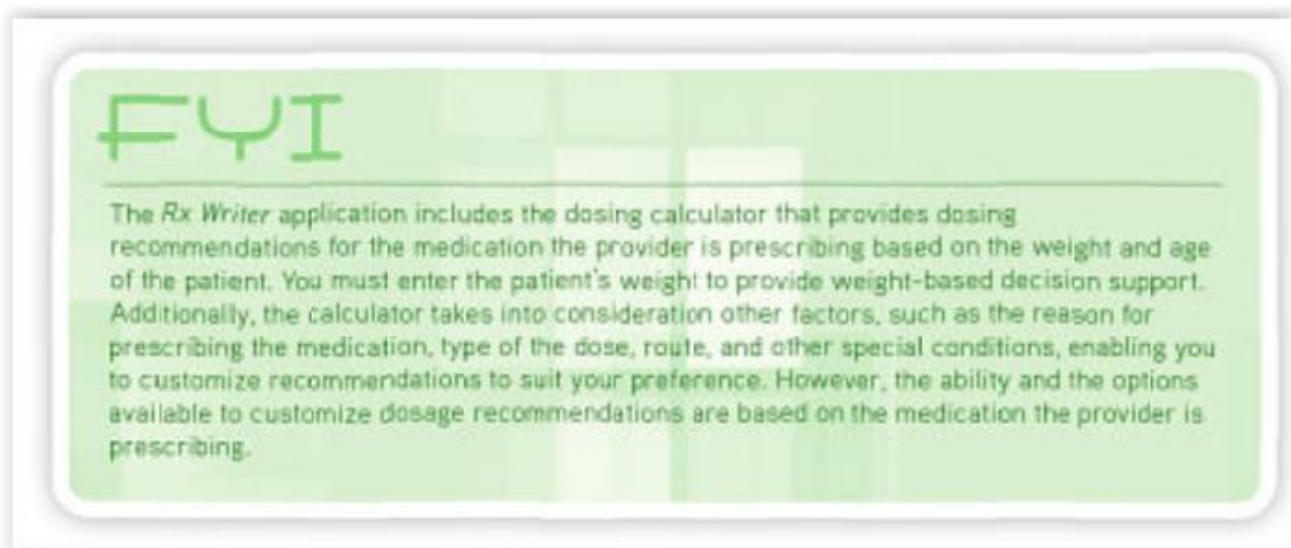 FYI
The Rx Writer application includes the dosing calculator that provides dosing
recommendations for the medication the provider is prescribing based on the weight and age
of the patient. You must enter the patient's weight to provide weight-based decision support.
Additionally, the calculator takes into consideration other factors, such as the reason for
prescribing the medication, type of the dose, route, and other special conditions, enabling you
to customize recommendations to suit your preference. However, the ability and the options
available to customize dosage recommendations are based on the medication the provider is
prescribing.